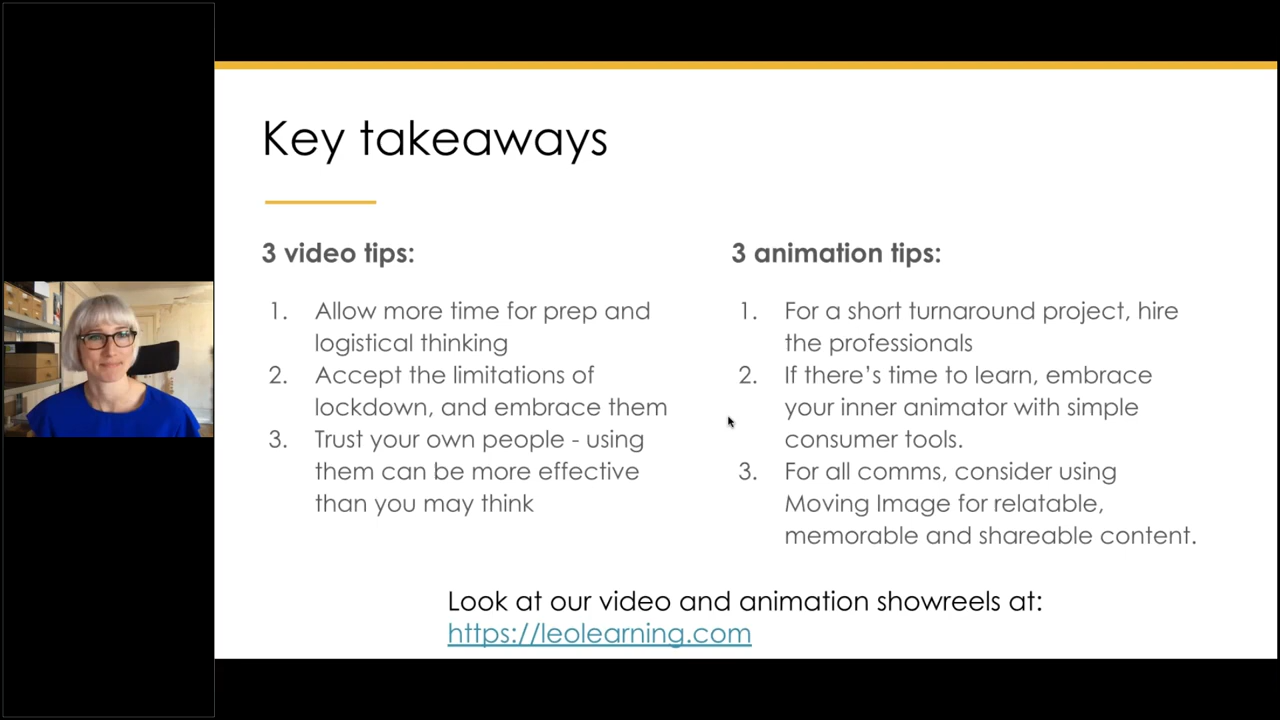 Key takeaways
3 video tips:
1. Allow more time for prep and
logistical thinking
2. Accept the limitations of
lockdown, and embrace them
3. Trust your own people - using
them can be more effective
than you may think
3 animation tips:
1. For a short turnaround project, hire
the professionals
2. If there’s time to learn, embrace
your inner animator with simple
consumer tools.
3. For all comms, consider using
Moving Image for relatable,
memorable and shareable content.
Look at our video and animation showreels at:
https://leolearning.com